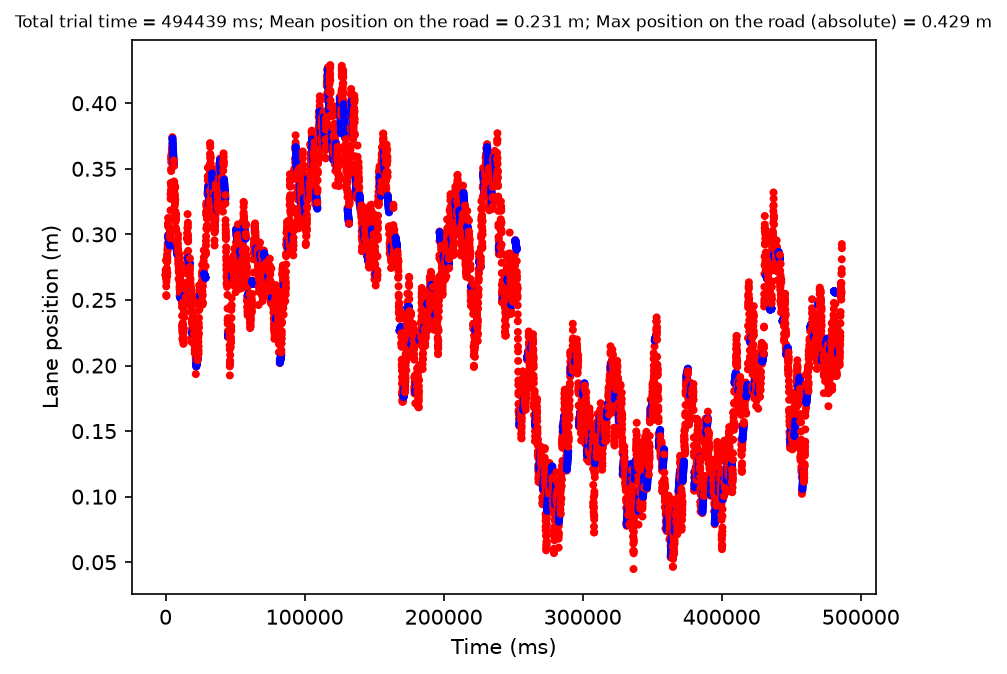 Total trial time = 494439 ms; Mean position on the road = 0.231 m; Max position on the road (absolute) = 0.429 m
0.40
0.35
0.30
0.25
0.20
0.15
0.10
0.05
Lane position (m)
0 100000 200000 300000 400000 500000
Time (ms)